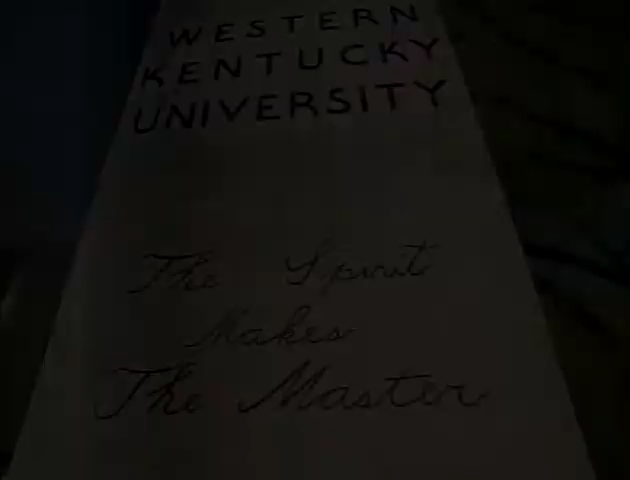 WESTERN
KENTUCKY
UNIVERSITY
The Spirit
Makes
The Master